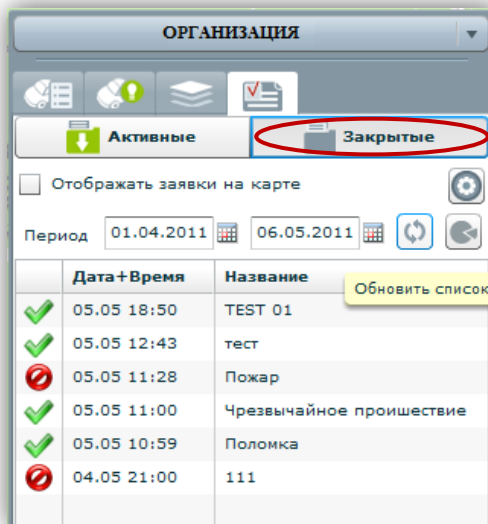 ОРГАНИЗАЦИЯ
Активные Закрытые
Отображать заявки на карте
Период 01.04.2011 06.05.2011
Дата+Время Название
Обновить список
05.05 18:50 TEST 01
05.05 12:43 тест
05.05 11:28 Пожар
05.05 11:00 Чрезвычайное проишествие
05.05 10:59 Поломка
04.05 21:00 111